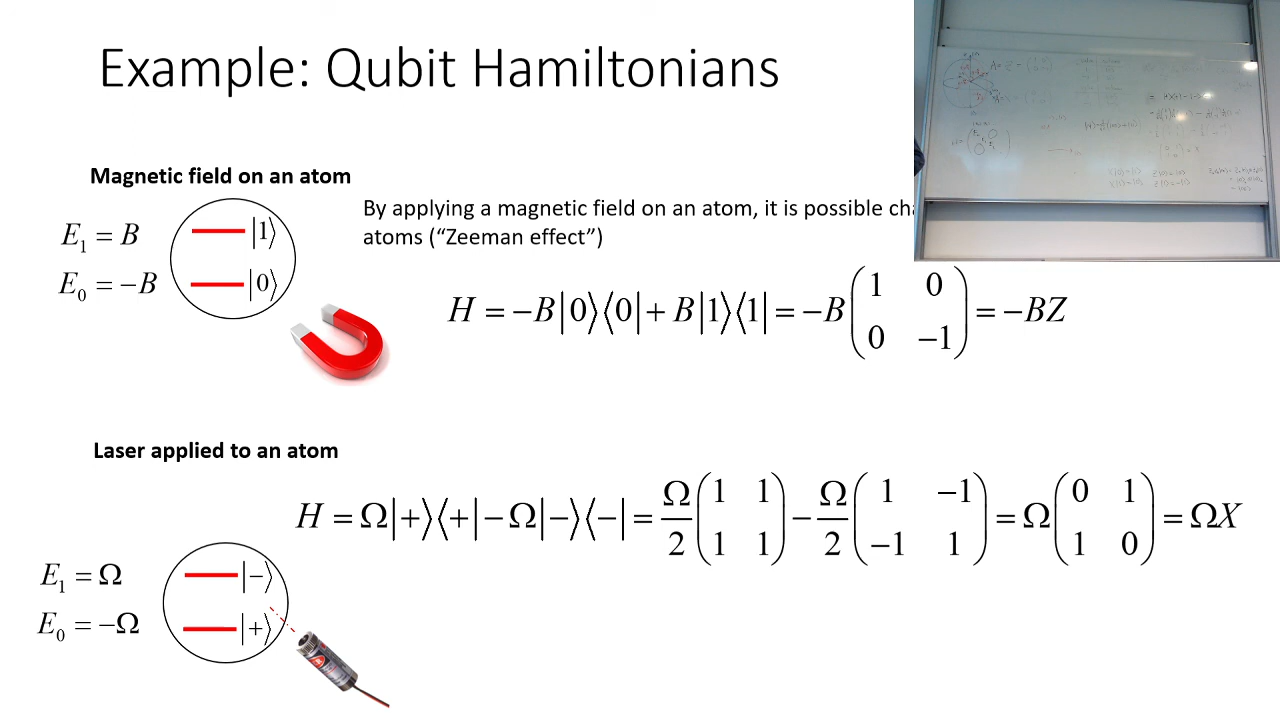 Example: Qubit Hamiltonians
Magnetic field on an atom
By applying a magnetic field on an atom, it is possible
atoms (“Zeeman effect”)
E₁ = B
|1⟩
E₀ = −B
|0⟩
H = −B|0⟩⟨0| + B|1⟩⟨1| = −B(1 0; 0 −1) = −BZ
Laser applied to an atom
H = Ω|+⟩⟨+| − Ω|−⟩⟨−| = Ω/2(1 1; 1 1) − Ω/2(1 −1; −1 1) = Ω(0 1; 1 0) = ΩX
E₁ = Ω
|−⟩
E₀ = −Ω
|+⟩